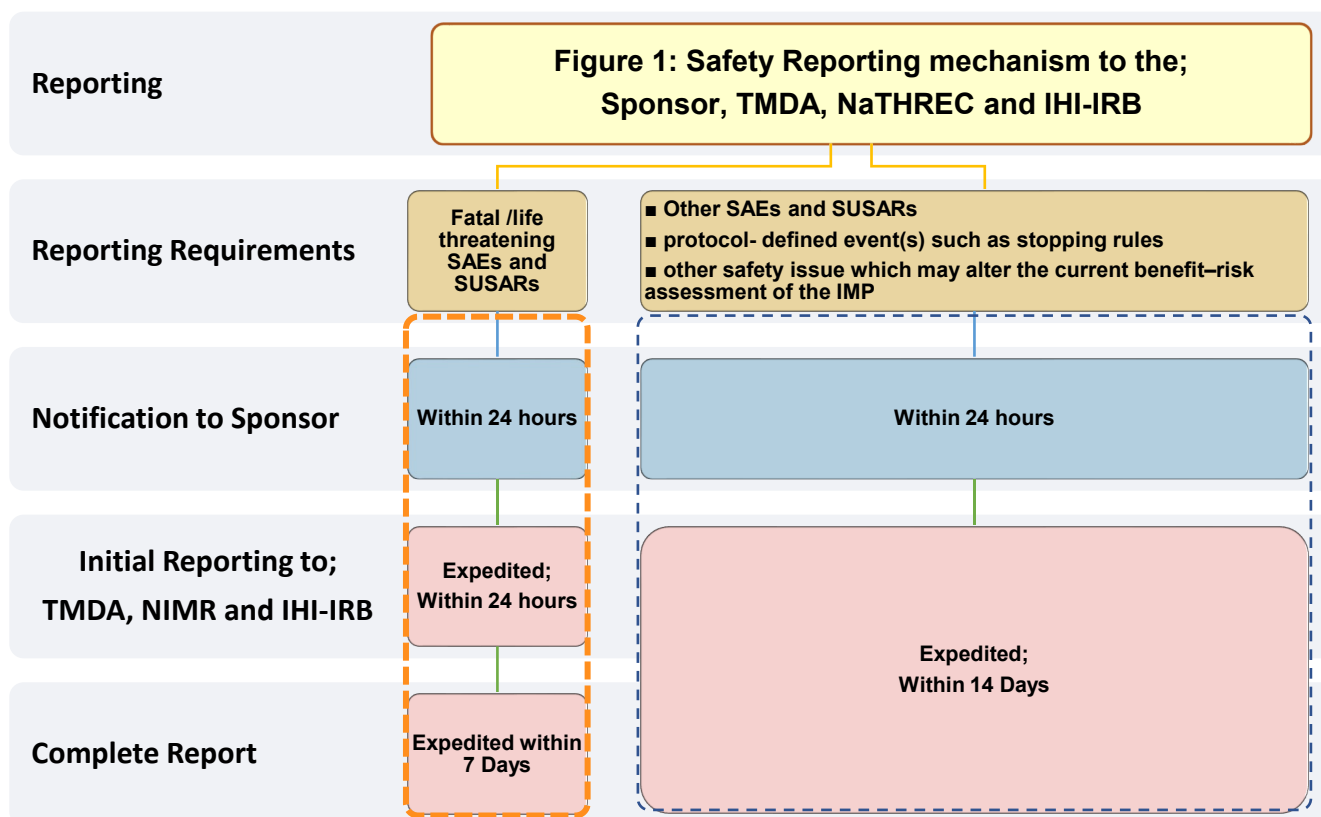 Reporting
Figure 1: Safety Reporting mechanism to the;
Sponsor, TMDA, NaTHREC and IHI-IRB
Reporting Requirements
Fatal /life
threatening
SAEs and
SUSARs
■ Other SAEs and SUSARs
■ protocol- defined event(s) such as stopping rules
■ other safety issue which may alter the current benefit–risk
assessment of the IMP
Notification to Sponsor
Within 24 hours
Within 24 hours
Initial Reporting to;
TMDA, NIMR and IHI-IRB
Expedited;
Within 24 hours
Expedited;
Within 14 Days
Complete Report
Expedited within
7 Days